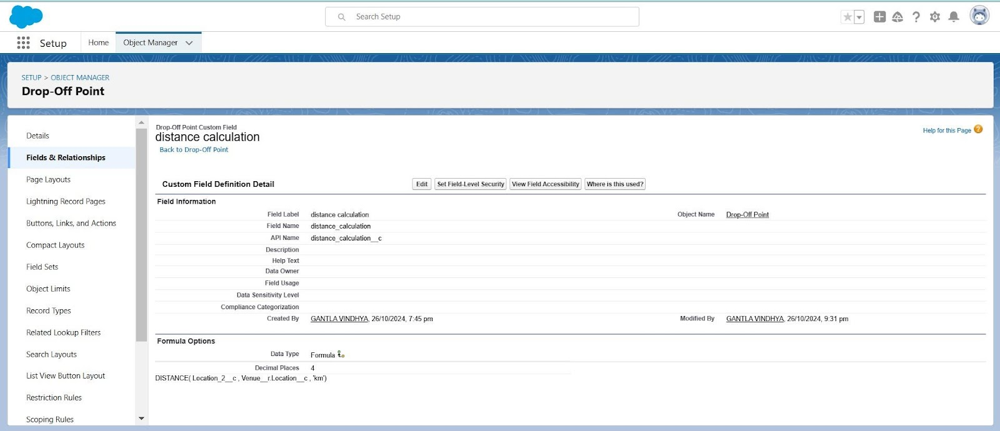 Search Setup
Setup
Home
Object Manager
SETUP > OBJECT MANAGER
Drop-Off Point
Details
Fields & Relationships
Page Layouts
Lightning Record Pages
Buttons, Links, and Actions
Compact Layouts
Field Sets
Object Limits
Record Types
Related Lookup Filters
Search Layouts
List View Button Layout
Restriction Rules
Scoping Rules
Drop-Off Point Custom Field
distance calculation
Back to Drop-Off Point
Help for this Page
Custom Field Definition Detail Edit Set Field-Level Security View Field Accessibility Where is this used?
Field Information
Field Label distance calculation Object Name Drop-Off Point
Field Name distance_calculation
API Name distance_calculation__c
Description
Help Text
Data Owner
Field Usage
Data Sensitivity Level
Compliance Categorization
Created By GANTLA VINDHYA, 26/10/2024, 7:45 pm Modified By GANTLA VINDHYA, 26/10/2024, 9:31 pm
Formula Options
Data Type Formula
Decimal Places 4
DISTANCE( Location_2__c , Venue__r.Location__c , 'km')